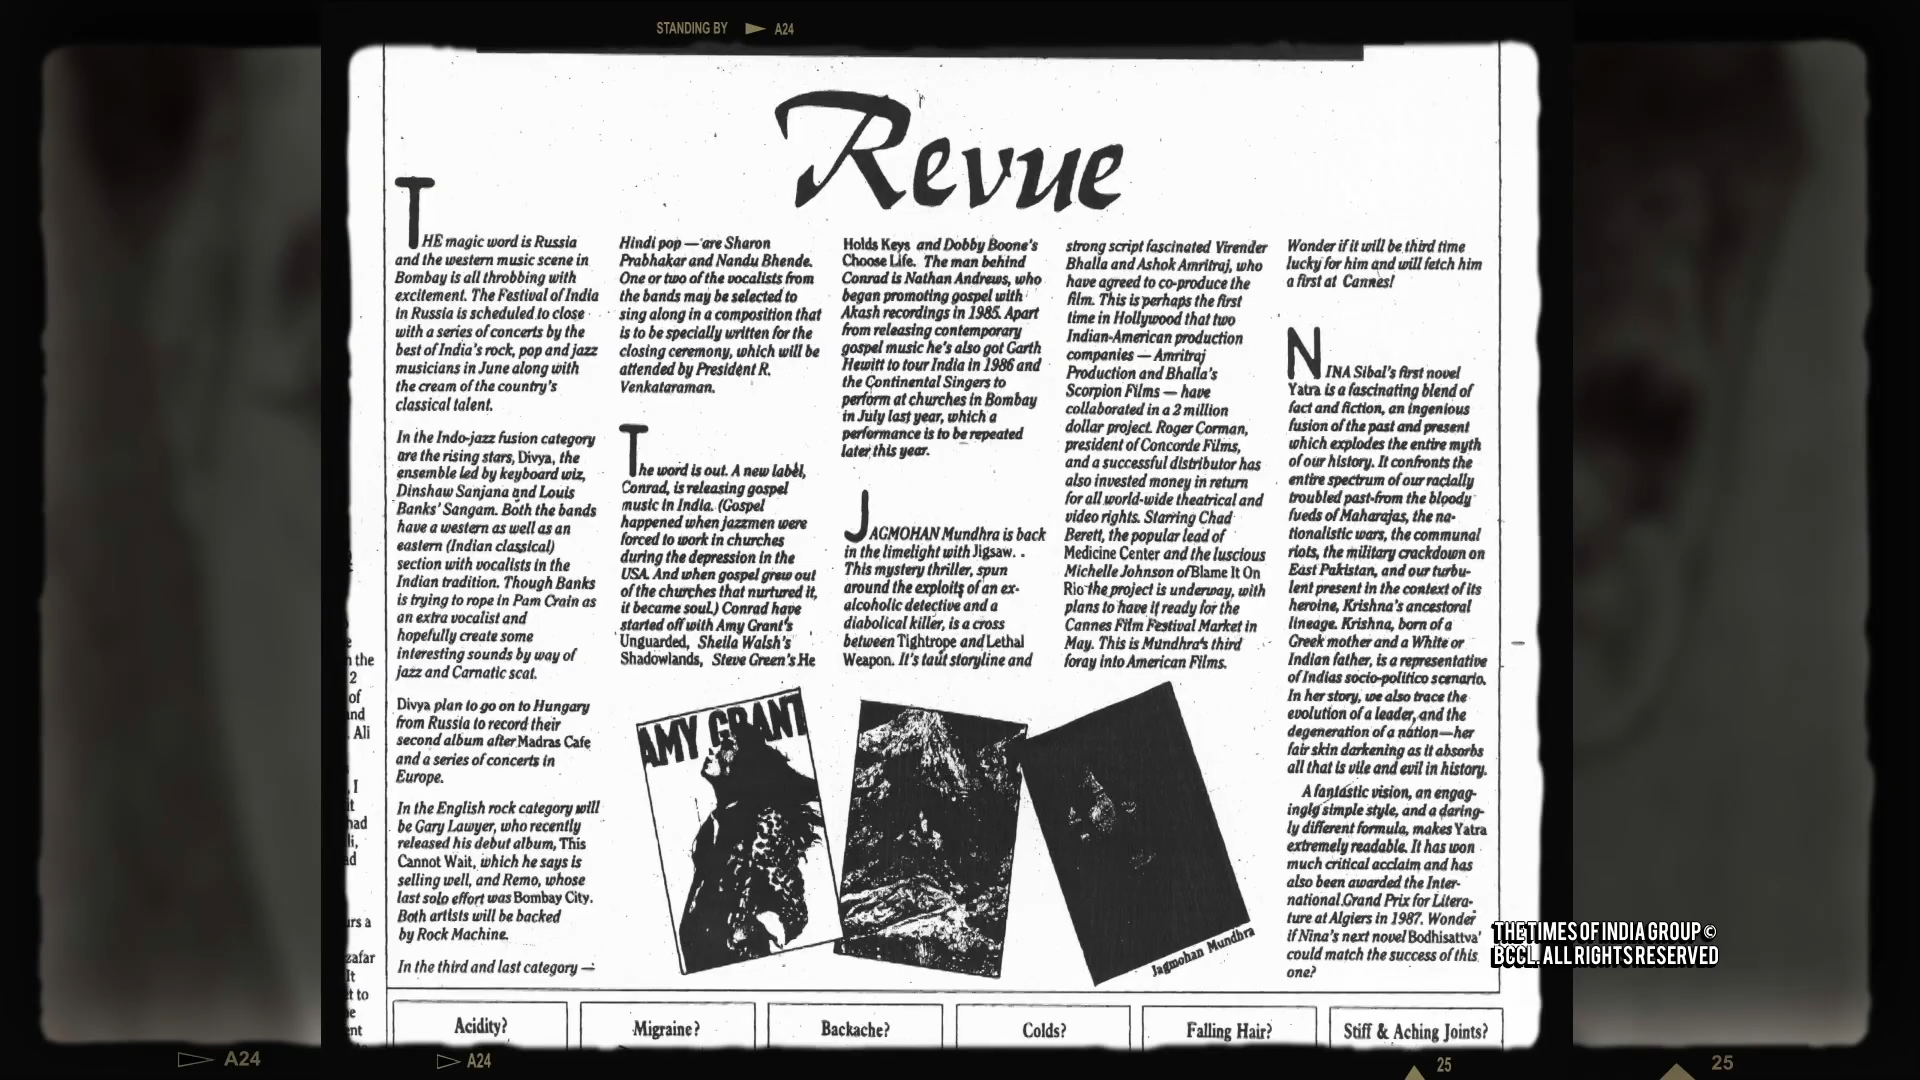 STANDING BY A24
Revue
THE magic word is Russia
and the western music scene in
Bombay is all throbbing with
excitement. The Festival of India
in Russia is scheduled to close
with a series of concerts by the
best of India's rock, pop and jazz
musicians in June along with
the cream of the country's
classical talent.
In the Indo-jazz fusion category
are the rising stars, Divya, the
ensemble led by keyboard wiz,
Dinshaw Sanjana and Louis
Banks' Sangam. Both the bands
have a western as well as an
eastern (Indian classical)
section with vocalists in the
Indian tradition. Though Banks
is trying to rope in Pam Crain as
an extra vocalist and
hopefully create some
interesting sounds by way of
jazz and Carnatic scat.
Divya plan to go on to Hungary
from Russia to record their
second album after Madras Cafe
and a series of concerts in
Europe.
In the English rock category will
be Gary Lawyer, who recently
released his debut album, This
Cannot Wait, which he says is
selling well, and Remo, whose
last solo effort was Bombay City.
Both artists will be backed
by Rock Machine.
In the third and last category —
Hindi pop — are Sharon
Prabhakar and Nandu Bhende.
One or two of the vocalists from
the bands may be selected to
sing along in a composition that
is to be specially written for the
closing ceremony, which will be
attended by President R.
Venkataraman.
The word is out. A new label,
Conrad, is releasing gospel
music in India. (Gospel
happened when jazzmen were
forced to work in churches
during the depression in the
USA. And when gospel grew out
of the churches that nurtured it,
it became soul.) Conrad have
started off with Amy Grant's
Unguarded, Sheila Walsh's
Shadowlands, Steve Green's He
Holds Keys and Dobby Boone's
Choose Life. The man behind
Conrad is Nathan Andrews, who
began promoting gospel with
Akash recordings in 1985. Apart
from releasing contemporary
gospel music he's also got Garth
Hewitt to tour India in 1986 and
the Continental Singers to
perform at churches in Bombay
in July last year, which a
performance is to be repeated
later this year.
JAGMOHAN Mundhra is back
in the limelight with Jigsaw. .
This mystery thriller, spun
around the exploits of an ex-
alcoholic detective and a
diabolical killer, is a cross
between Tightrope and Lethal
Weapon. It's taut storyline and
strong script fascinated Virender
Bhalla and Ashok Amritraj, who
have agreed to co-produce the
film. This is perhaps the first
time in Hollywood that two
Indian-American production
companies — Amritraj
Production and Bhalla's
Scorpion Films — have
collaborated in a 2 million
dollar project. Roger Corman,
president of Concorde Films,
and a successful distributor has
also invested money in return
for all world-wide theatrical and
video rights. Starring Chad
Berett, the popular lead of
Medicine Center and the luscious
Michelle Johnson of Blame It On
Rio the project is underway, with
plans to have it ready for the
Cannes Film Festival Market in
May. This is Mundhra's third
foray into American Films.
Wonder if it will be third time
lucky for him and will fetch him
a first at Cannes!
NINA Sibal's first novel
Yatra is a fascinating blend of
fact and fiction, an ingenious
fusion of the past and present
which explodes the entire myth
of our history. It confronts the
entire spectrum of our racially
troubled past-from the bloody
fueds of Maharajas, the na-
tionalistic wars, the communal
riots, the military crackdown on
East Pakistan, and our turbu-
lent present in the context of its
heroine, Krishna's ancestral
lineage. Krishna, born of a
Greek mother and a White or
Indian father, is a representative
of Indias socio-politico scenario.
In her story, we also trace the
evolution of a leader, and the
degeneration of a nation—her
fair skin darkening as it absorbs
all that is vile and evil in history.
A fantastic vision, an engag-
ingly simple style, and a daring-
ly different formula, makes Yatra
extremely readable. It has won
much critical acclaim and has
also been awarded the Inter-
national Grand Prix for Litera-
ture at Algiers in 1987. Wonder
if Nina's next novel Bodhisattva'
could match the success of this
one?
AMY GRANT
Jagmohan Mundhra
n the
2
of
and
Ali
I
it
had
li,
ad
urs a
zafar
It
et to
ne
ent
THE TIMES OF INDIA GROUP ©
BCCL. ALL RIGHTS RESERVED
Acidity?
Migraine?
Backache?
Colds?
Falling Hair?
Stiff & Aching Joints?
A24
A24
25
25